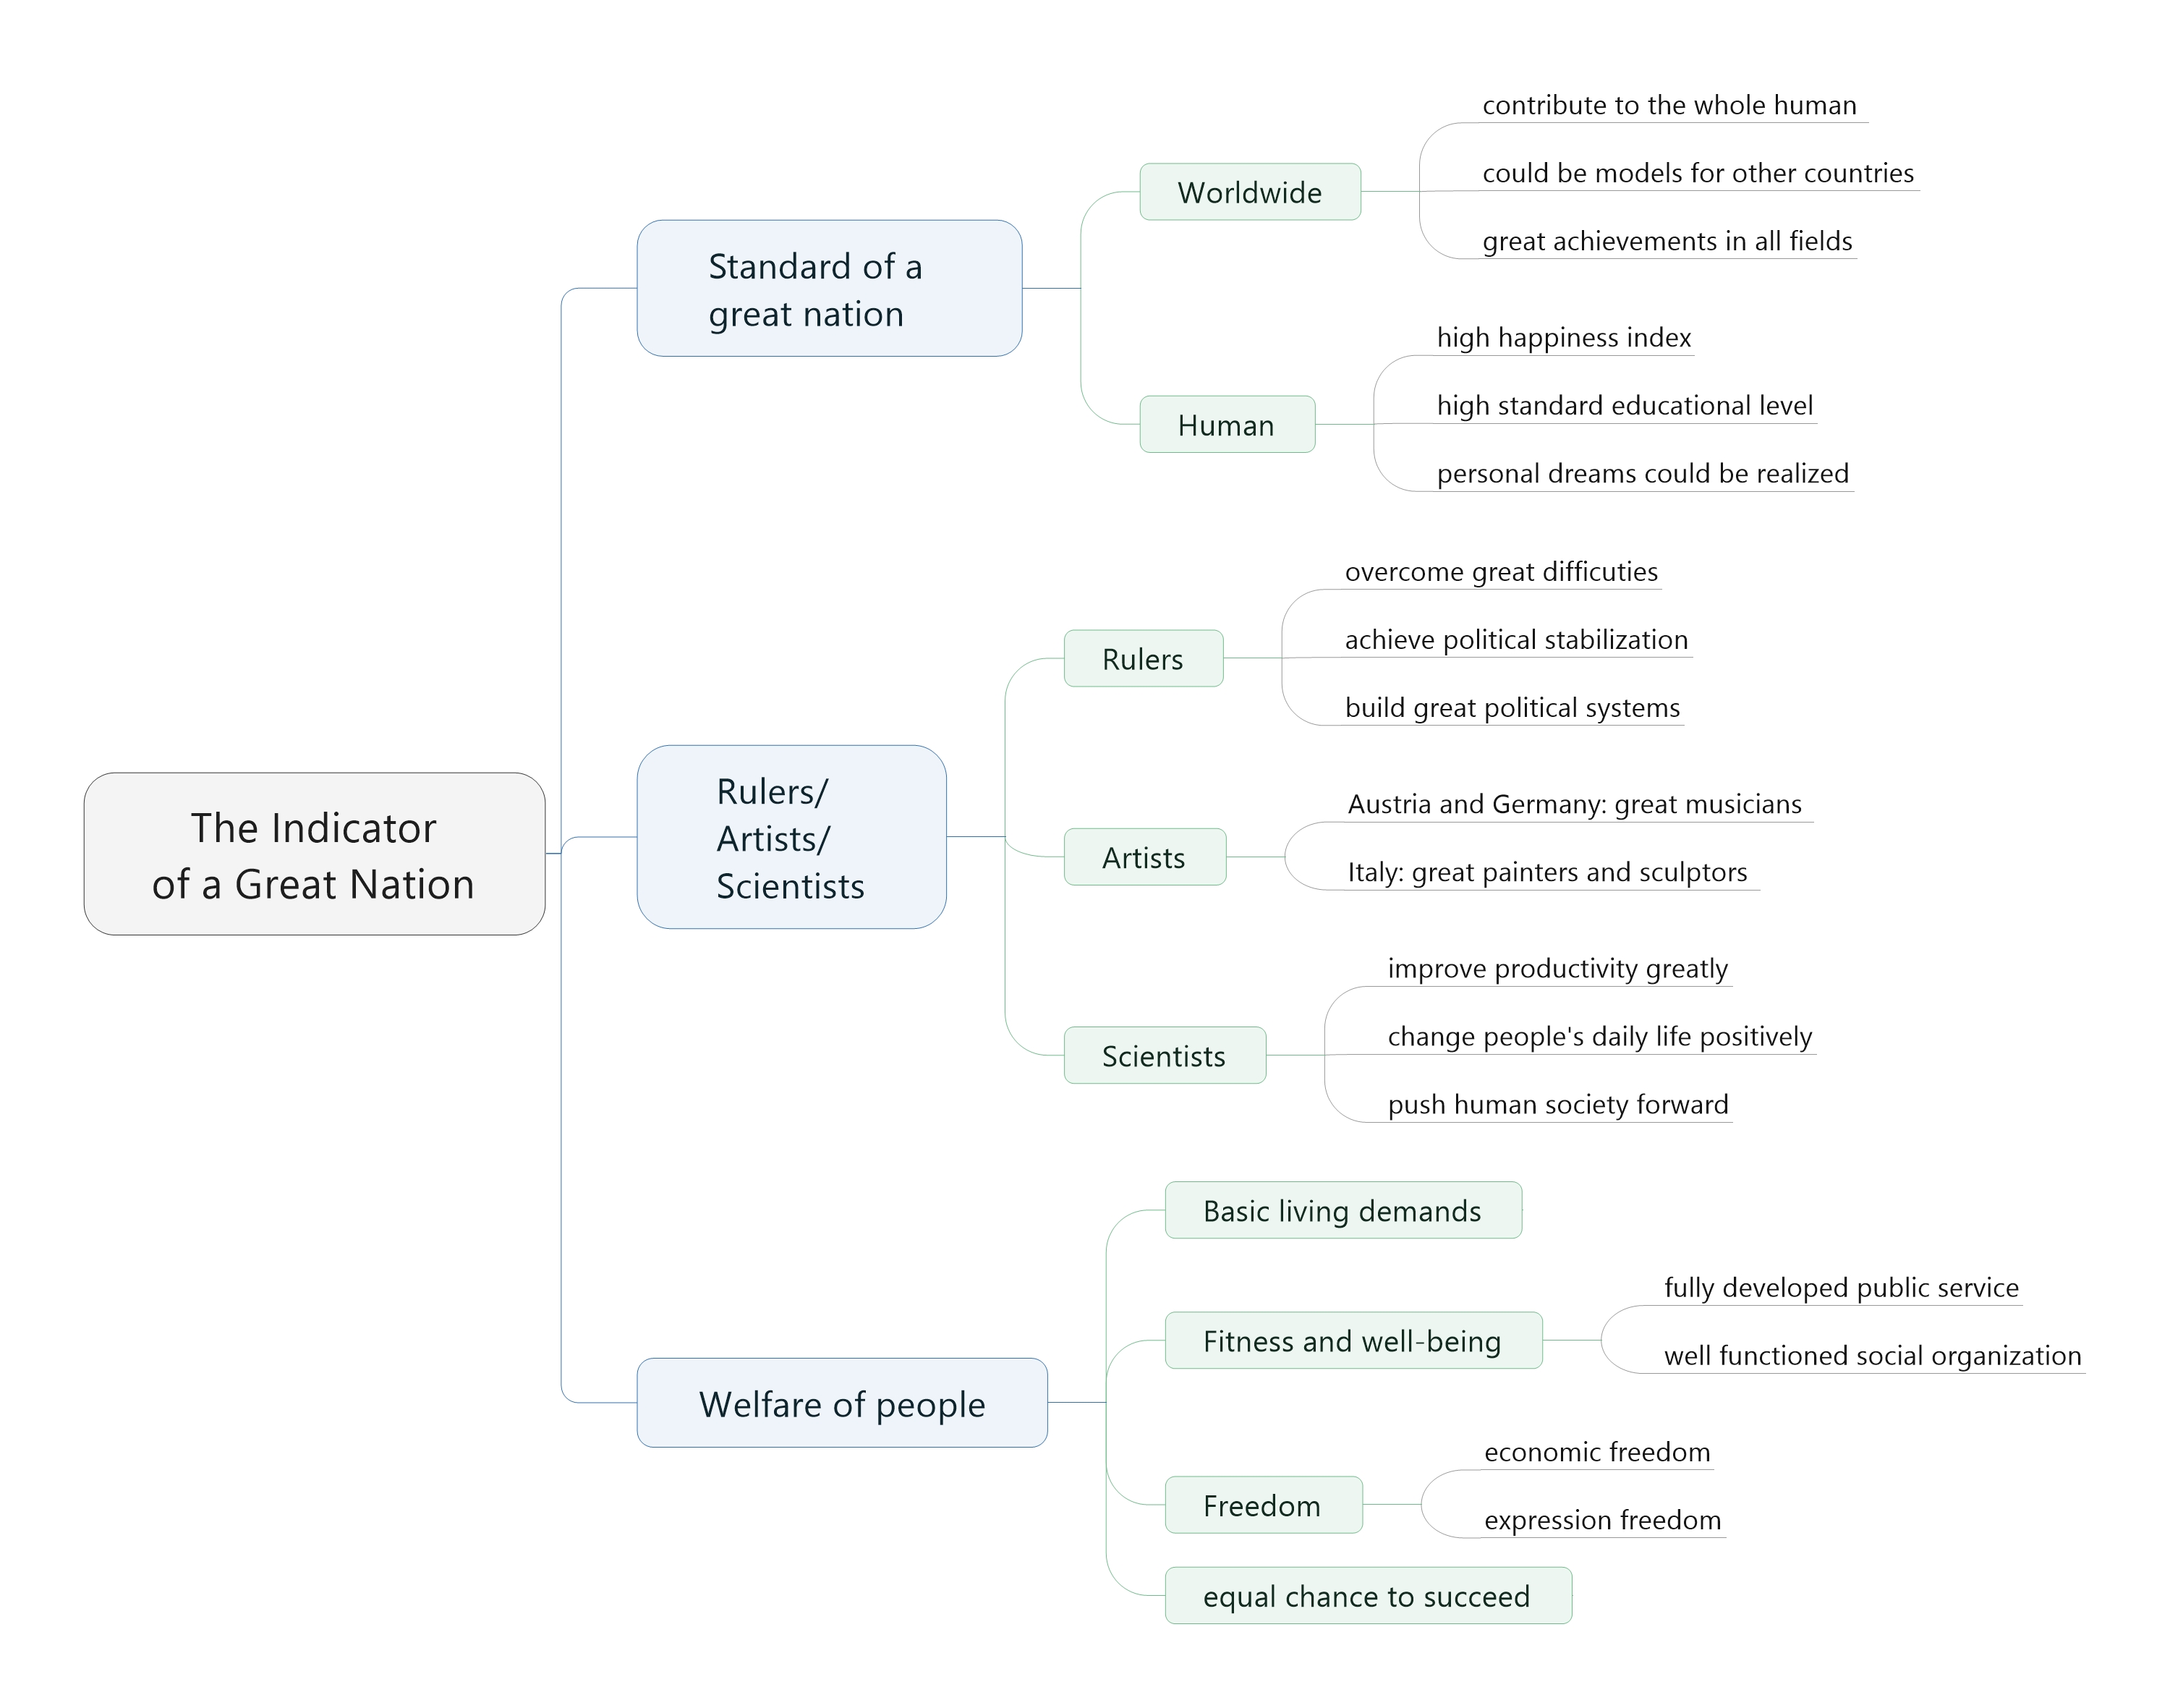 The Indicator
of a Great Nation
Standard of a
great nation
Worldwide
contribute to the whole human
could be models for other countries
great achievements in all fields
Human
high happiness index
high standard educational level
personal dreams could be realized
Rulers/
Artists/
Scientists
Rulers
overcome great difficuties
achieve political stabilization
build great political systems
Artists
Austria and Germany: great musicians
Italy: great painters and sculptors
Scientists
improve productivity greatly
change people's daily life positively
push human society forward
Welfare of people
Basic living demands
Fitness and well-being
fully developed public service
well functioned social organization
Freedom
economic freedom
expression freedom
equal chance to succeed